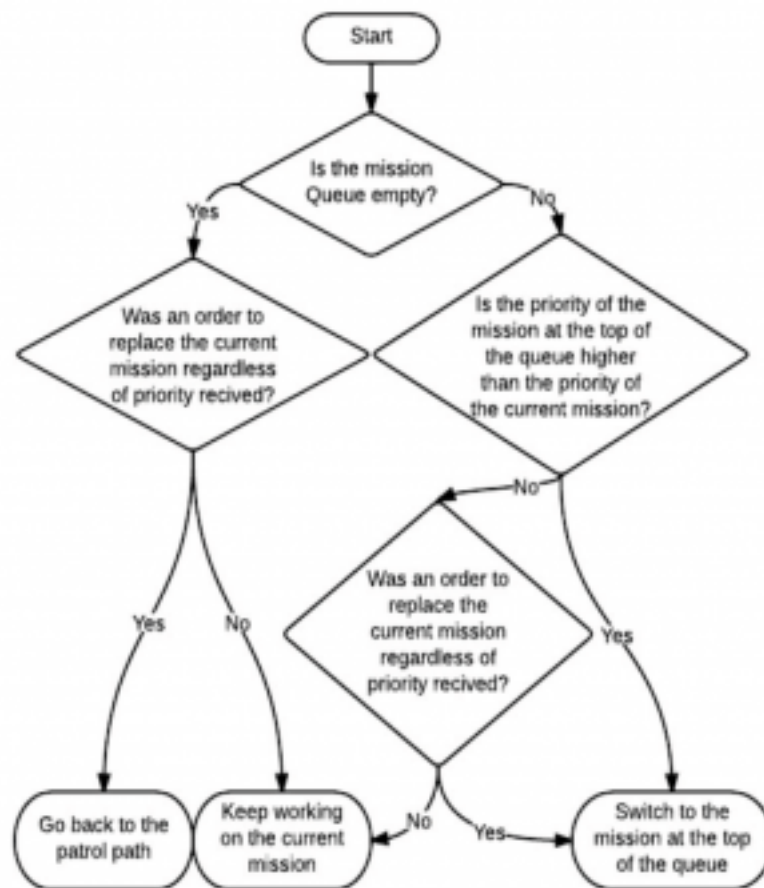 Start
Is the mission
Queue empty?
Yes
No
Was an order to
replace the current
mission regardless
of priority recived?
Is the priority of the
mission at the top of
the queue higher
than the priority of
the current mission?
No
Was an order to
replace the
current mission
regardless of
priority recived?
Yes
No
Yes
Go back to the
patrol path
Keep working
on the current
mission
No
Yes
Switch to the
mission at the top
of the queue